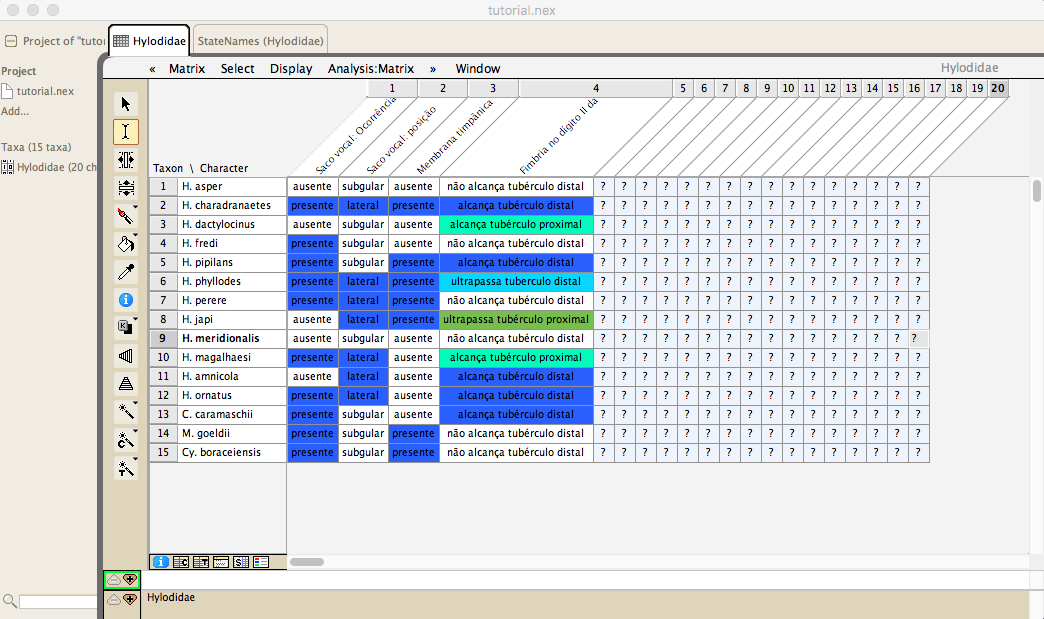 tutorial.nex
Project of "tutor
Hylodidae
StateNames (Hylodidae)
« Matrix Select Display Analysis:Matrix » Window Hylodidae
Project
tutorial.nex
Add...
Taxa (15 taxa)
Hylodidae (20 ch
1 2 3 4 5 6 7 8 9 10 11 12 13 14 15 16 17 18 19 20
Saco vocal: Ocorrência
Saco vocal: posição
Membrana timpânica
Fimbria no dígito II da
Taxon \ Character
1 H. asper ausente subgular ausente não alcança tubérculo distal ? ? ? ? ? ? ? ? ? ? ? ? ? ? ? ?
2 H. charadranaetes presente lateral presente alcança tubérculo distal ? ? ? ? ? ? ? ? ? ? ? ? ? ? ? ?
3 H. dactylocinus ausente subgular ausente alcança tubérculo proximal ? ? ? ? ? ? ? ? ? ? ? ? ? ? ? ?
4 H. fredi presente subgular ausente não alcança tubérculo distal ? ? ? ? ? ? ? ? ? ? ? ? ? ? ? ?
5 H. pipilans presente subgular presente alcança tubérculo distal ? ? ? ? ? ? ? ? ? ? ? ? ? ? ? ?
6 H. phyllodes presente lateral presente ultrapassa tuberculo distal ? ? ? ? ? ? ? ? ? ? ? ? ? ? ? ?
7 H. perere presente lateral presente não alcança tubérculo distal ? ? ? ? ? ? ? ? ? ? ? ? ? ? ? ?
8 H. japi ausente lateral presente ultrapassa tubérculo proximal ? ? ? ? ? ? ? ? ? ? ? ? ? ? ? ?
9 H. meridionalis ausente subgular ausente não alcança tubérculo distal ? ? ? ? ? ? ? ? ? ? ? ? ? ? ? ?
10 H. magalhaesi presente lateral ausente alcança tubérculo proximal ? ? ? ? ? ? ? ? ? ? ? ? ? ? ? ?
11 H. amnicola ausente lateral ausente alcança tubérculo distal ? ? ? ? ? ? ? ? ? ? ? ? ? ? ? ?
12 H. ornatus presente lateral ausente alcança tubérculo distal ? ? ? ? ? ? ? ? ? ? ? ? ? ? ? ?
13 C. caramaschii presente subgular ausente alcança tubérculo distal ? ? ? ? ? ? ? ? ? ? ? ? ? ? ? ?
14 M. goeldii presente subgular presente não alcança tubérculo distal ? ? ? ? ? ? ? ? ? ? ? ? ? ? ? ?
15 Cy. boraceiensis presente subgular presente não alcança tubérculo distal ? ? ? ? ? ? ? ? ? ? ? ? ? ? ? ?
Hylodidae